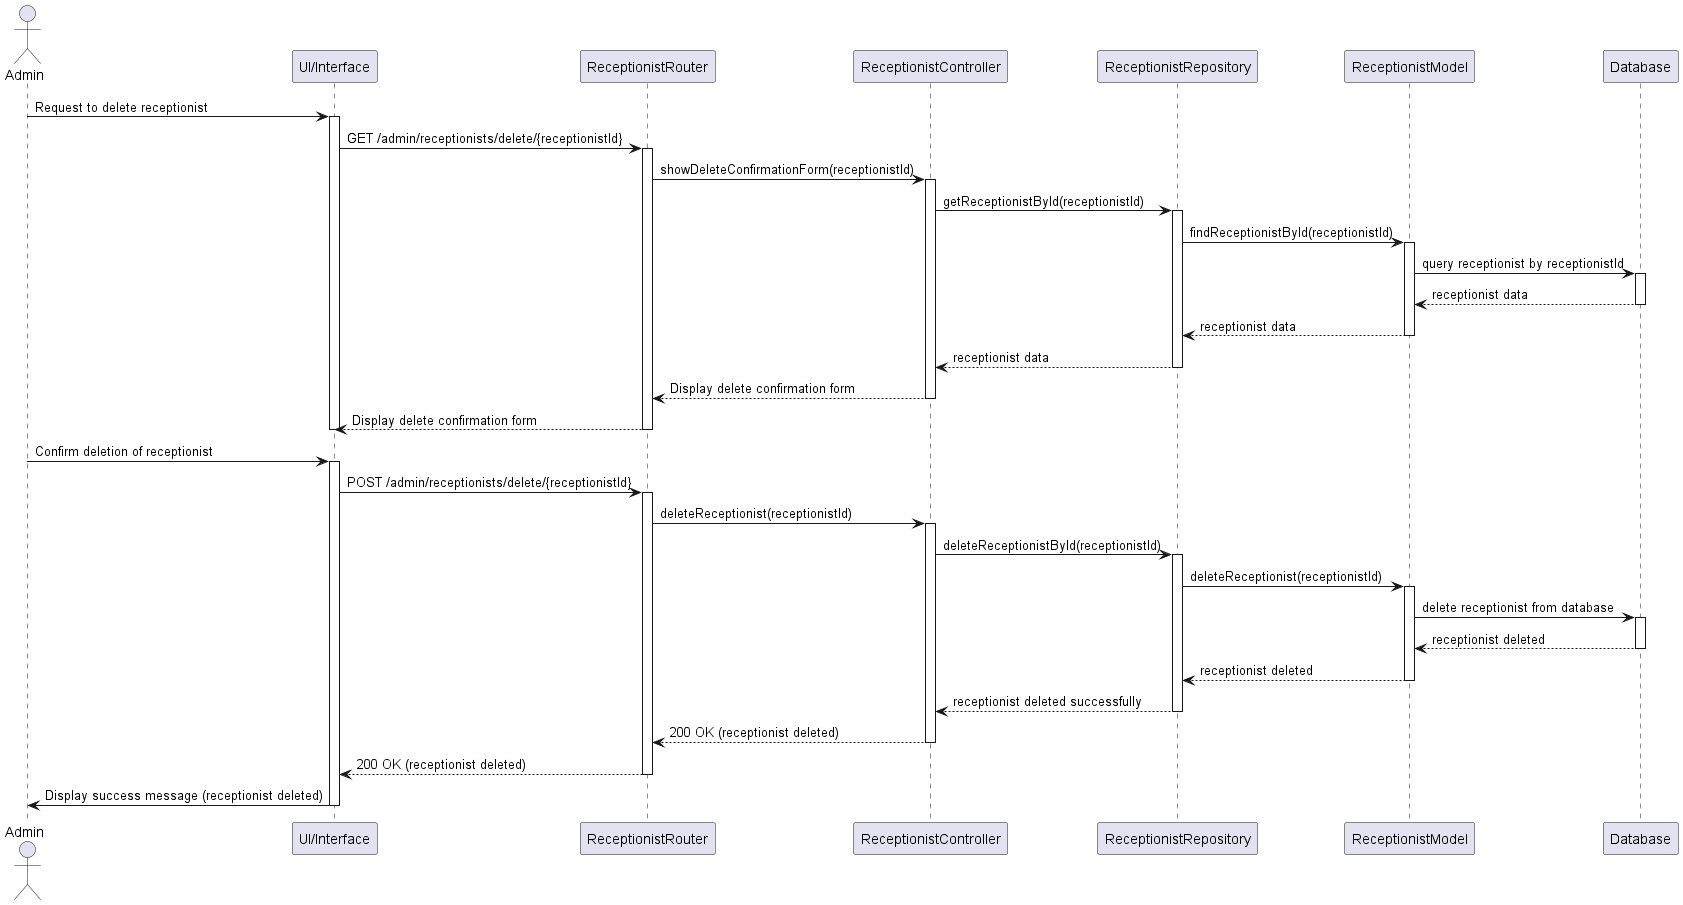 Admin
UI/Interface
ReceptionistRouter
ReceptionistController
ReceptionistRepository
ReceptionistModel
Database
Request to delete receptionist
GET /admin/receptionists/delete/{receptionistId}
showDeleteConfirmationForm(receptionistId)
getReceptionistById(receptionistId)
findReceptionistById(receptionistId)
query receptionist by receptionistId
receptionist data
receptionist data
receptionist data
Display delete confirmation form
Display delete confirmation form
Confirm deletion of receptionist
POST /admin/receptionists/delete/{receptionistId}
deleteReceptionist(receptionistId)
deleteReceptionistById(receptionistId)
deleteReceptionist(receptionistId)
delete receptionist from database
receptionist deleted
receptionist deleted
receptionist deleted successfully
200 OK (receptionist deleted)
200 OK (receptionist deleted)
Display success message (receptionist deleted)
Admin
UI/Interface
ReceptionistRouter
ReceptionistController
ReceptionistRepository
ReceptionistModel
Database